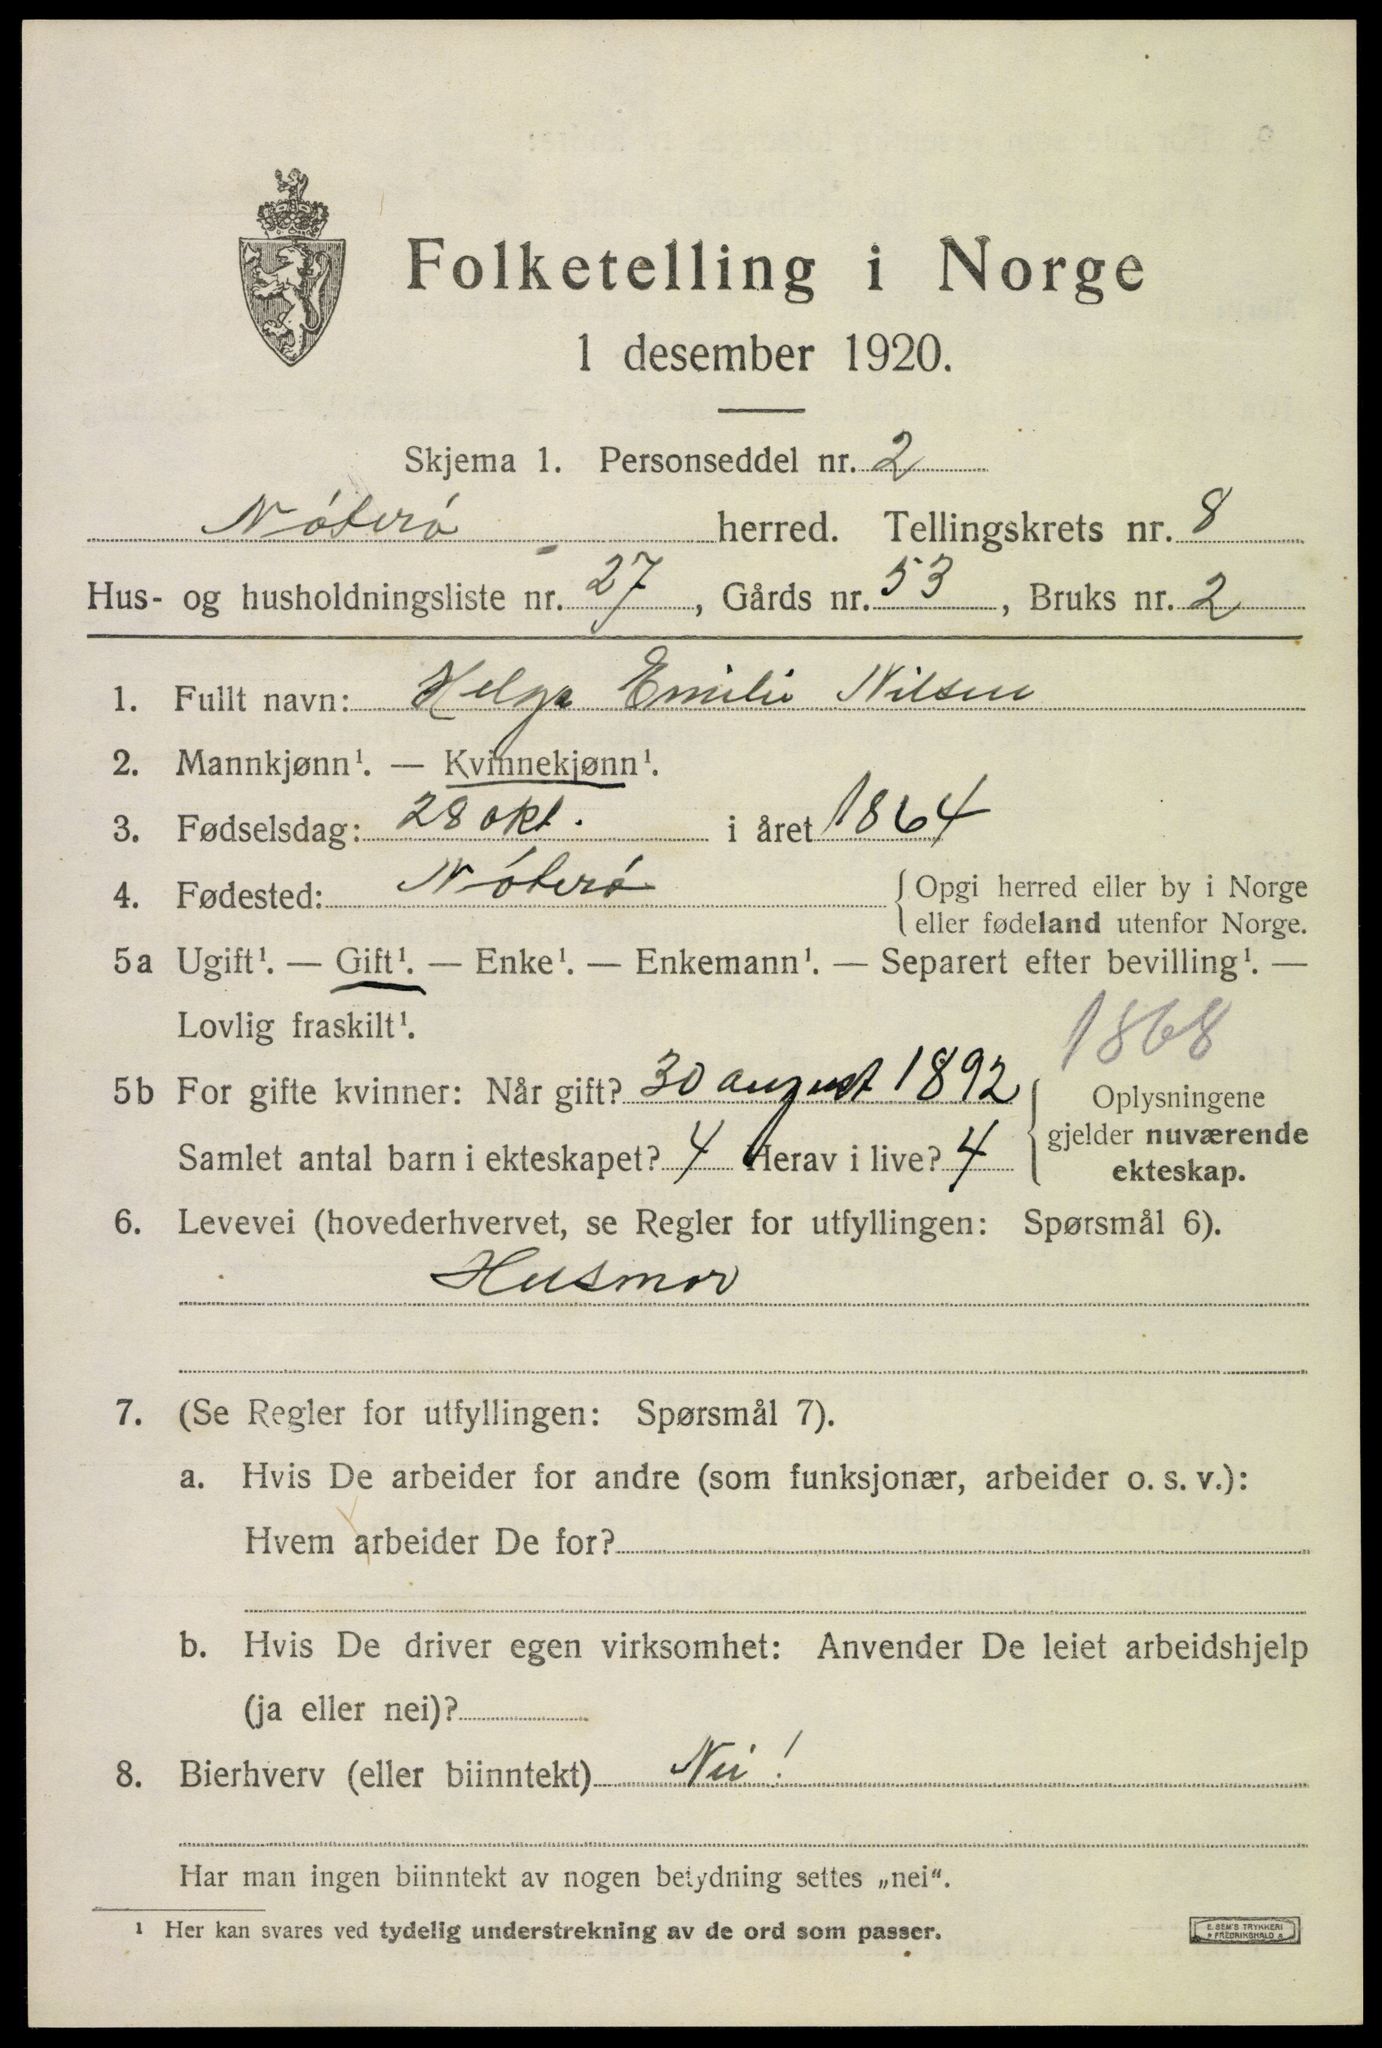 Folketelling i Norge
1 desember 1920.
Skjema 1. Personseddel nr. 2
Nóteró herred. Tellingskrets nr. 8
Hus- og husholdningsliste nr. 27, Gårds nr. 53, Bruks nr. 2
1. Fullt navn: Helga Emilie Nilsen
2. Mannkjønn¹. — Kvinnekjønn¹.
3. Fødselsdag: 28 okt. i året 1864
4. Fødested: Nóteró { Opgi herred eller by i Norge
eller fødeland utenfor Norge.
5a Ugift¹. — Gift¹. — Enke¹. — Enkemann¹. — Separert efter bevilling¹. —
Lovlig fraskilt¹.
1868
5b For gifte kvinner: Når gift? 30 august 1892 { Oplysningene
gjelder nuværende
Samlet antal barn i ekteskapet? 4 Herav i live? 4
ekteskap.
6. Levevei (hovederhvervet, se Regler for utfyllingen: Spørsmål 6).
Husmor
7. (Se Regler for utfyllingen: Spørsmål 7).
a. Hvis De arbeider for andre (som funksjonær, arbeider o. s. v.):
Hvem arbeider De for?
b. Hvis De driver egen virksomhet: Anvender De leiet arbeidshjelp
(ja eller nei)?
8. Bierhverv (eller biinntekt) Nei!
Har man ingen biinntekt av nogen betydning settes „nei“.
¹ Her kan svares ved tydelig understrekning av de ord som passer.
E. SEM'S TRYKKERI
FREDRIKSHALD